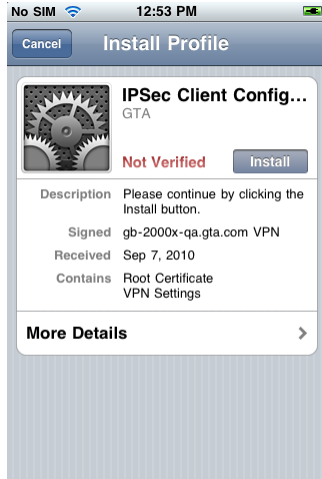 No SIM 12:53 PM
Cancel Install Profile
IPSec Client Config...
GTA
Not Verified Install
Description Please continue by clicking the
Install button.
Signed gb-2000x-qa.gta.com VPN
Received Sep 7, 2010
Contains Root Certificate
VPN Settings
More Details